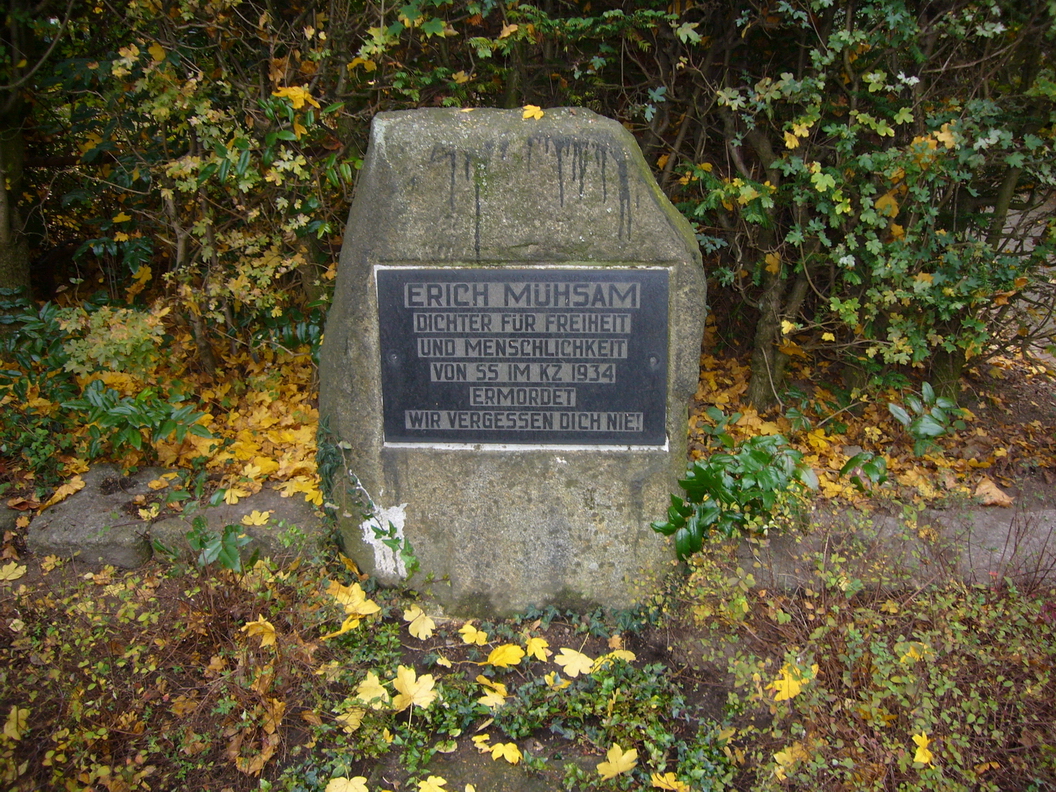 ERICH MÜHSAM
DICHTER FÜR FREIHEIT
UND MENSCHLICHKEIT
VON SS IM KZ 1934
ERMORDET
WIR VERGESSEN DICH NIE!